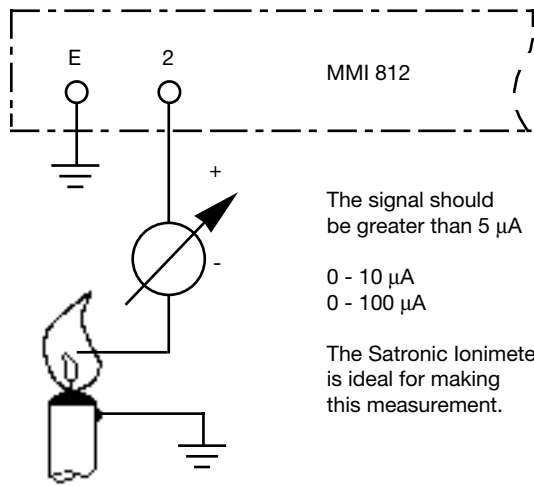 E
2
MMI 812
+
-
The signal should
be greater than 5 µA
0 - 10 µA
0 - 100 µA
The Satronic Ionimete
is ideal for making
this measurement.